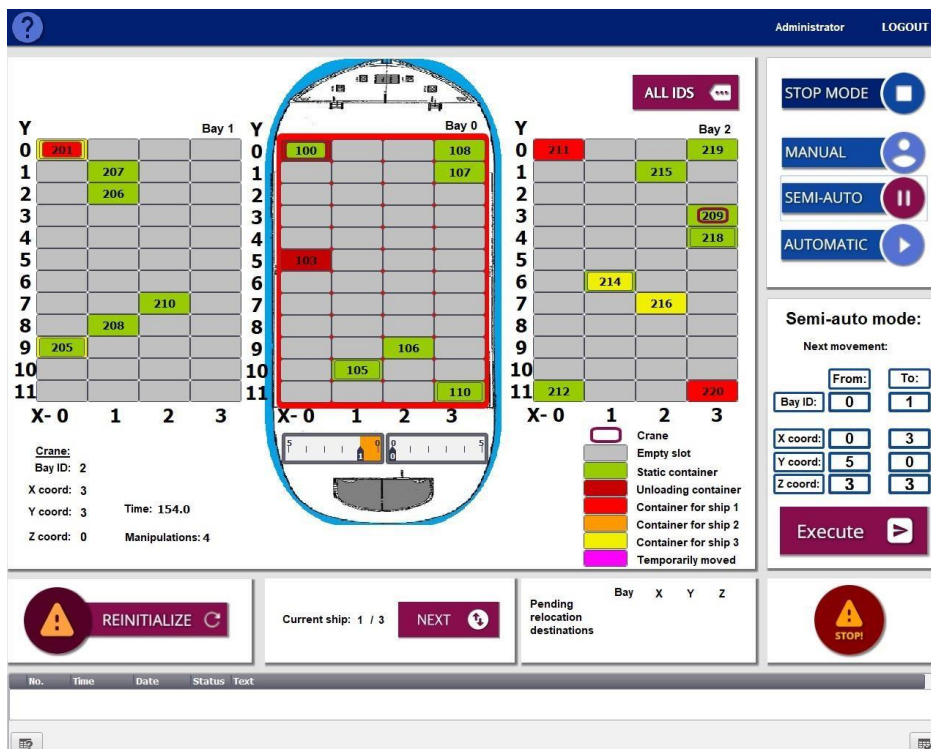 ?
Administrator LOGOUT
ALL IDS
STOP MODE
MANUAL
SEMI-AUTO
AUTOMATIC
Y Bay 1 Y Bay 0 Y Bay 2
0 201 0 100 108 0 211 219
1 207 1 107 1 215
2 206 2 2
3 3 3 209
4 4 4 218
5 5 103 5
6 6 6 214
7 210 7 7 216
8 208 8 8
9 205 9 106 9
10 10 105 10
11 11 110 11 212 220
X- 0 1 2 3 X- 0 1 2 3 X- 0 1 2 3
5 0 0 5
1 0
Crane:
Bay ID: 2
X coord: 3
Y coord: 3 Time: 154.0
Z coord: 0 Manipulations: 4
Crane
Empty slot
Static container
Unloading container
Container for ship 1
Container for ship 2
Container for ship 3
Temporarily moved
Semi-auto mode:
Next movement:
From: To:
Bay ID: 0 1
X coord: 0 3
Y coord: 5 0
Z coord: 3 3
Execute
REINITIALIZE
Current ship: 1 / 3 NEXT
Bay X Y Z
Pending
relocation
destinations
STOP!
No. Time Date Status Text